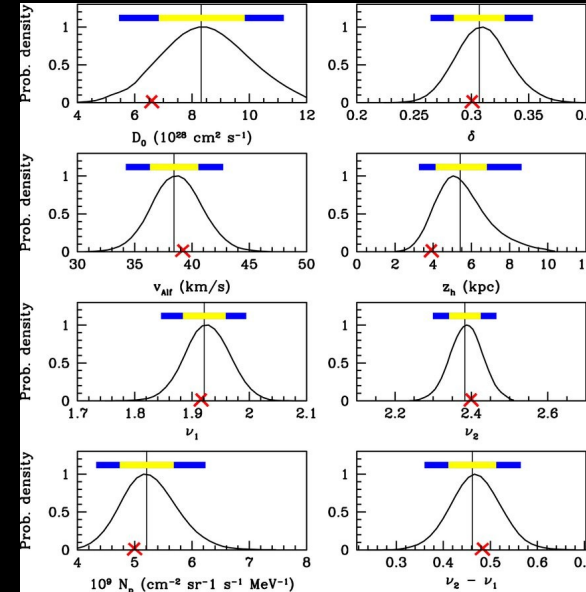 Prob. density
1
0.5
0
4 6 8 10 12
D₀ (10²⁸ cm² s⁻¹)
0.2 0.25 0.3 0.35
δ
Prob. density
1
0.5
0
30 35 40 45 50
v_Alf (km/s)
1
0.5
0
0 2 4 6 8 10
z_h (kpc)
Prob. density
1
0.5
0
1.7 1.8 1.9 2 2.1
ν₁
1
0.5
0
2.2 2.4 2.6
ν₂
Prob. density
1
0.5
0
4 5 6 7 8
10⁹ N_p (cm⁻² sr⁻¹ s⁻¹ MeV⁻¹)
1
0.5
0
0.3 0.4 0.5 0.6
ν₂ − ν₁